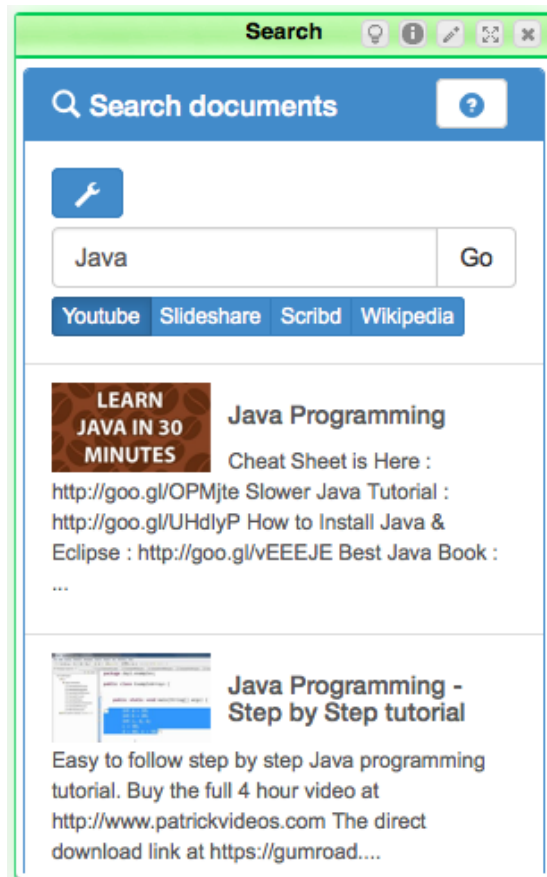 Search
Search documents
Java
Go
Youtube Slideshare Scribd Wikipedia
LEARN
JAVA IN 30
MINUTES
Java Programming
Cheat Sheet is Here :
http://goo.gl/OPMjte Slower Java Tutorial :
http://goo.gl/UHdlyP How to Install Java &
Eclipse : http://goo.gl/vEEEJE Best Java Book :
...
Java Programming -
Step by Step tutorial
Easy to follow step by step Java programming
tutorial. Buy the full 4 hour video at
http://www.patrickvideos.com The direct
download link at https://gumroad....